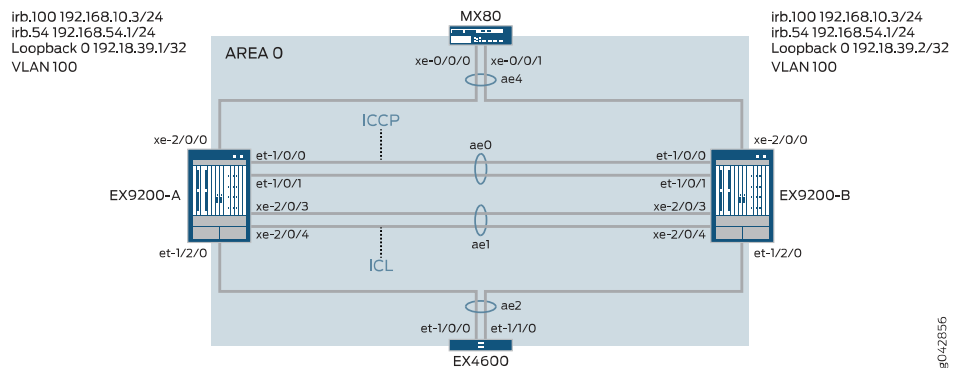 irb.100 192.168.10.3/24
irb.54 192.168.54.1/24
Loopback 0 192.18.39.1/32
VLAN 100
MX80
irb.100 192.168.10.3/24
irb.54 192.168.54.1/24
Loopback 0 192.18.39.2/32
VLAN 100
AREA 0
xe-0/0/0
xe-0/0/1
ae4
ICCP
xe-2/0/0
xe-2/0/0
et-1/0/0
ae0
et-1/0/0
et-1/0/1
et-1/0/1
EX9200-A
EX9200-B
xe-2/0/3
xe-2/0/3
xe-2/0/4
ae1
xe-2/0/4
et-1/2/0
ICL
et-1/2/0
ae2
et-1/0/0
et-1/1/0
EX4600
g042856